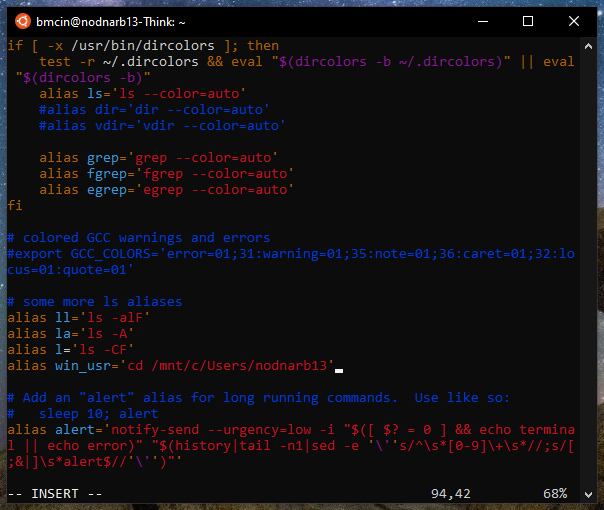 bmcin@nodnarb13-Think: ~
if [ -x /usr/bin/dircolors ]; then
    test -r ~/.dircolors && eval "$(dircolors -b ~/.dircolors)" || eval
 "$(dircolors -b)"
    alias ls='ls --color=auto'
    #alias dir='dir --color=auto'
    #alias vdir='vdir --color=auto'

    alias grep='grep --color=auto'
    alias fgrep='fgrep --color=auto'
    alias egrep='egrep --color=auto'
fi

# colored GCC warnings and errors
#export GCC_COLORS='error=01;31:warning=01;35:note=01;36:caret=01;32:lo
cus=01:quote=01'

# some more ls aliases
alias ll='ls -alF'
alias la='ls -A'
alias l='ls -CF'
alias win_usr='cd /mnt/c/Users/nodnarb13'

# Add an "alert" alias for long running commands.  Use like so:
#   sleep 10; alert
alias alert='notify-send --urgency=low -i "$([ $? = 0 ] && echo termina
l || echo error)" "$(history|tail -n1|sed -e '\''s/^\s*[0-9]\+\s*//;s/[
;&|]\s*alert$//'\'')"'

-- INSERT --                                         94,42         68%